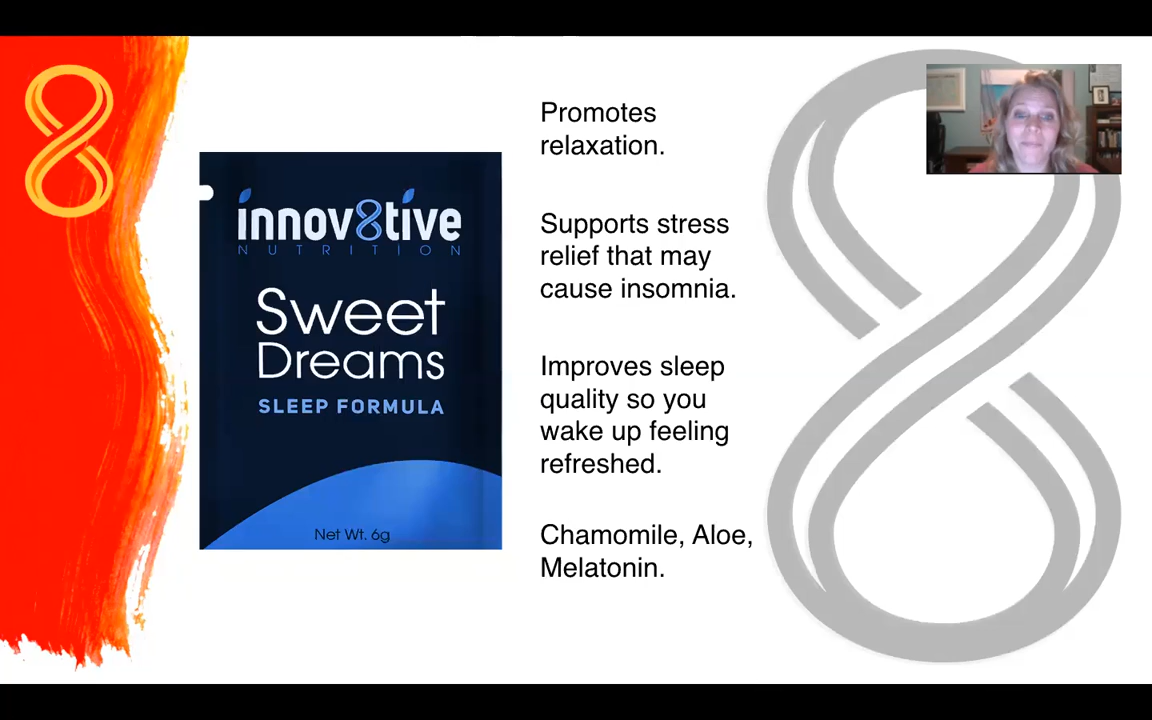 innov8tive
NUTRITION
Sweet
Dreams
SLEEP FORMULA
Net Wt. 6g
Promotes
relaxation.
Supports stress
relief that may
cause insomnia.
Improves sleep
quality so you
wake up feeling
refreshed.
Chamomile, Aloe,
Melatonin.